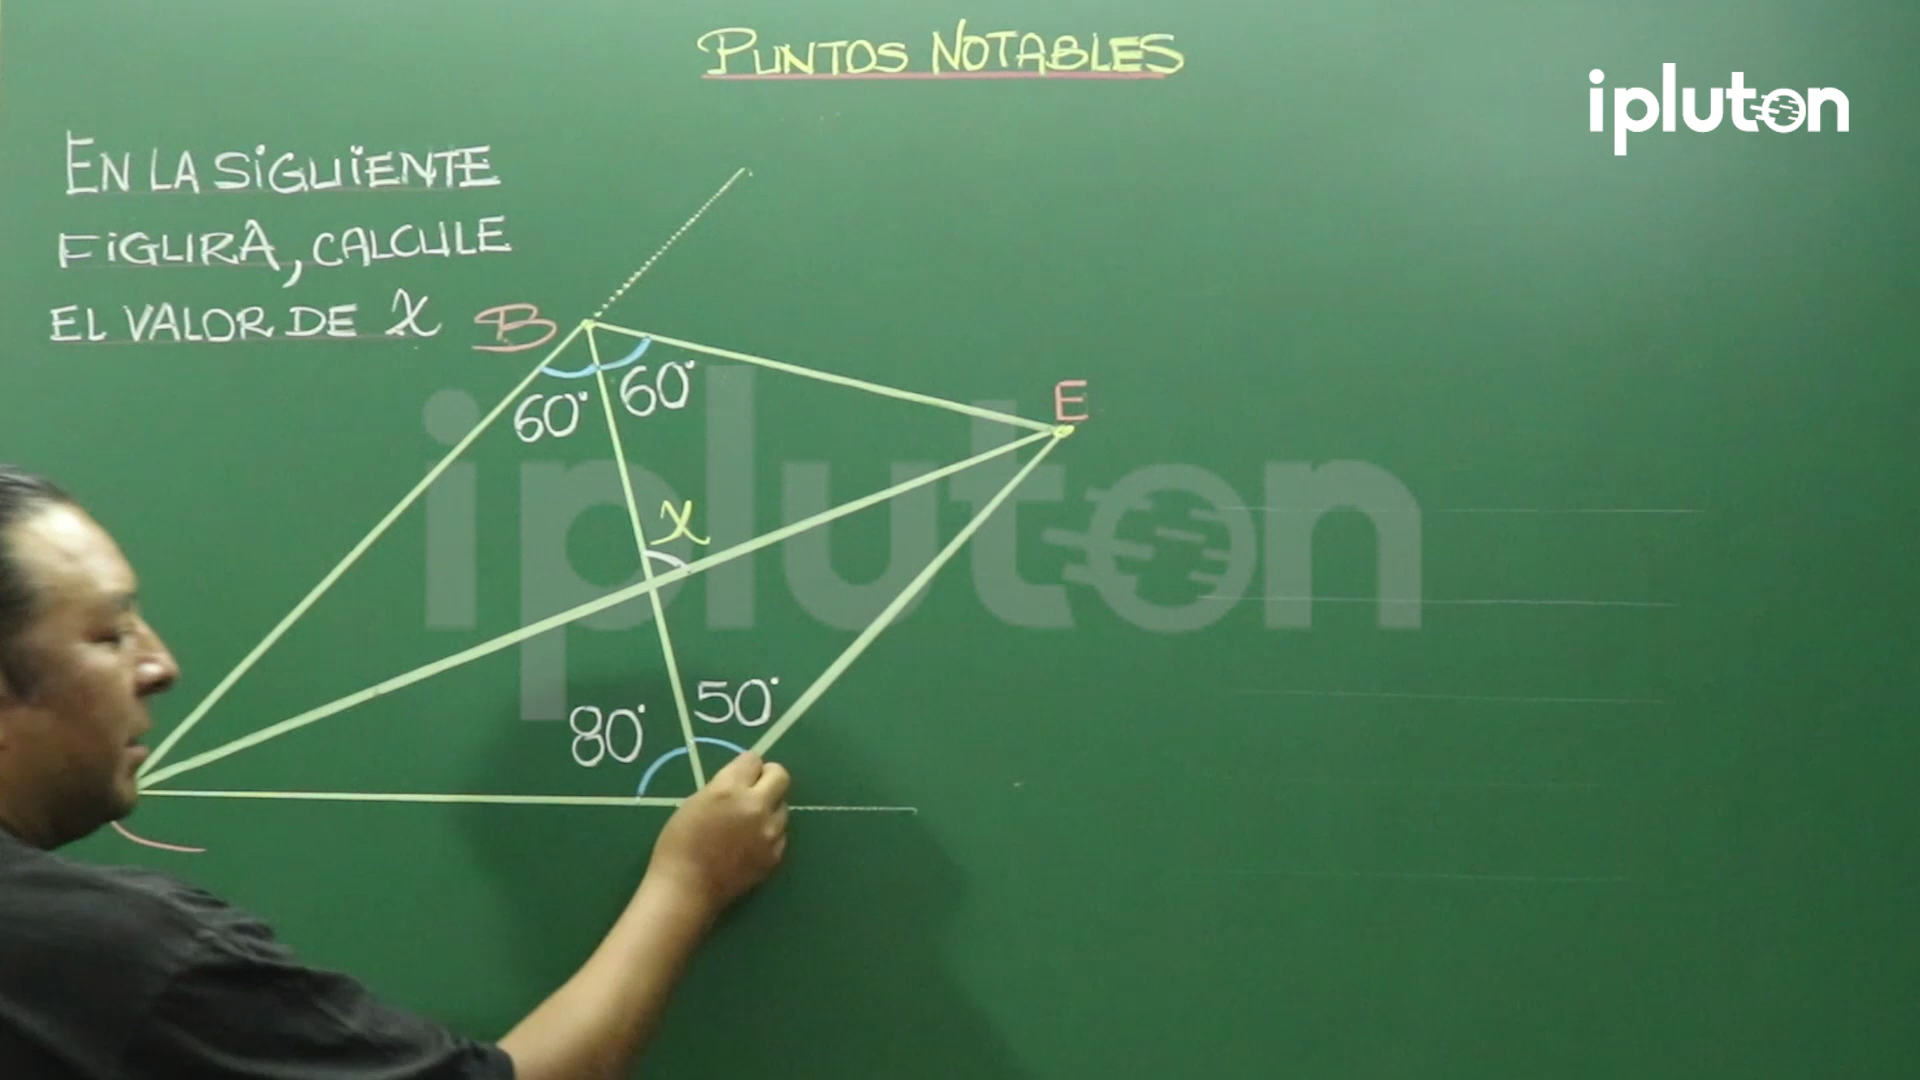 PUNTOS NOTABLES
ipluton
EN LA SiGUiENTE
FiGURA, CALCULE
EL VALOR DE X
B
E
60° 60°
X
80° 50°
ipluton